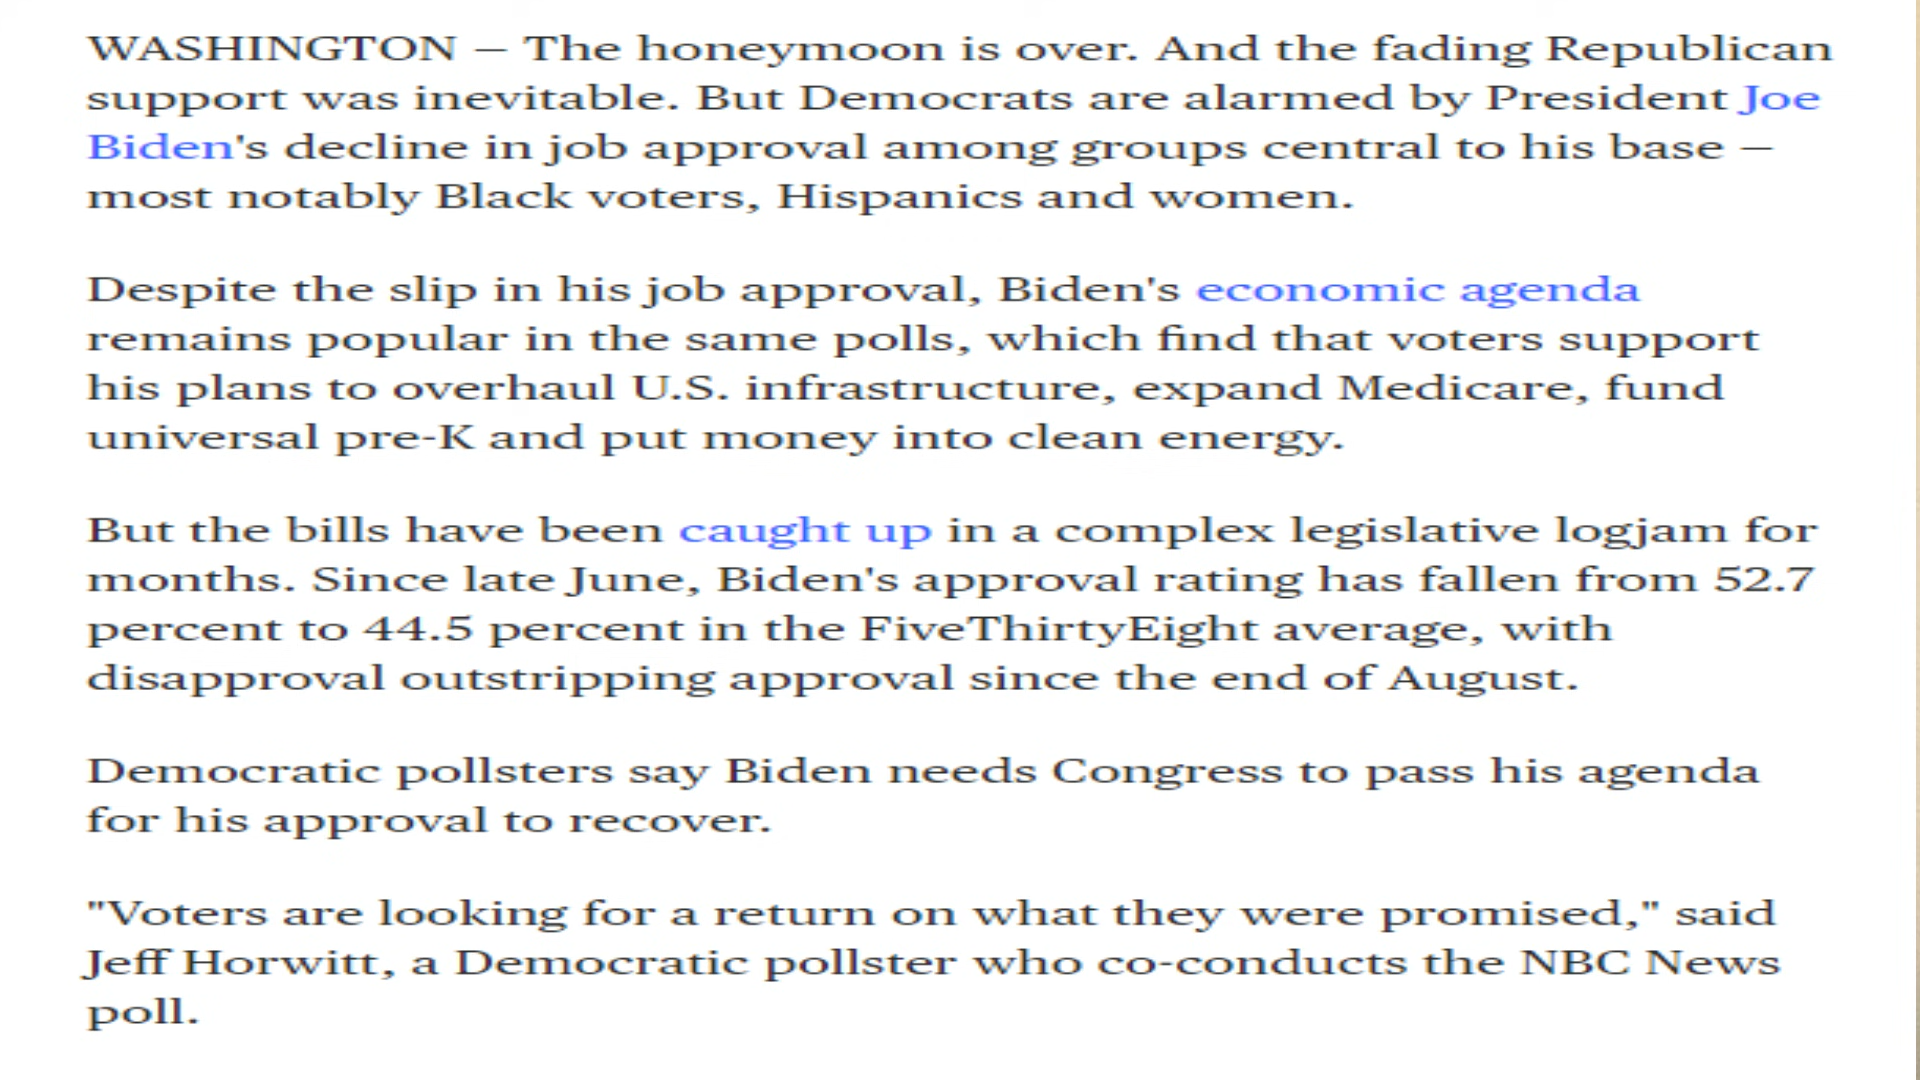 WASHINGTON — The honeymoon is over. And the fading Republican
support was inevitable. But Democrats are alarmed by President Joe
Biden's decline in job approval among groups central to his base —
most notably Black voters, Hispanics and women.
Despite the slip in his job approval, Biden's economic agenda
remains popular in the same polls, which find that voters support
his plans to overhaul U.S. infrastructure, expand Medicare, fund
universal pre-K and put money into clean energy.
But the bills have been caught up in a complex legislative logjam for
months. Since late June, Biden's approval rating has fallen from 52.7
percent to 44.5 percent in the FiveThirtyEight average, with
disapproval outstripping approval since the end of August.
Democratic pollsters say Biden needs Congress to pass his agenda
for his approval to recover.
"Voters are looking for a return on what they were promised," said
Jeff Horwitt, a Democratic pollster who co-conducts the NBC News
poll.